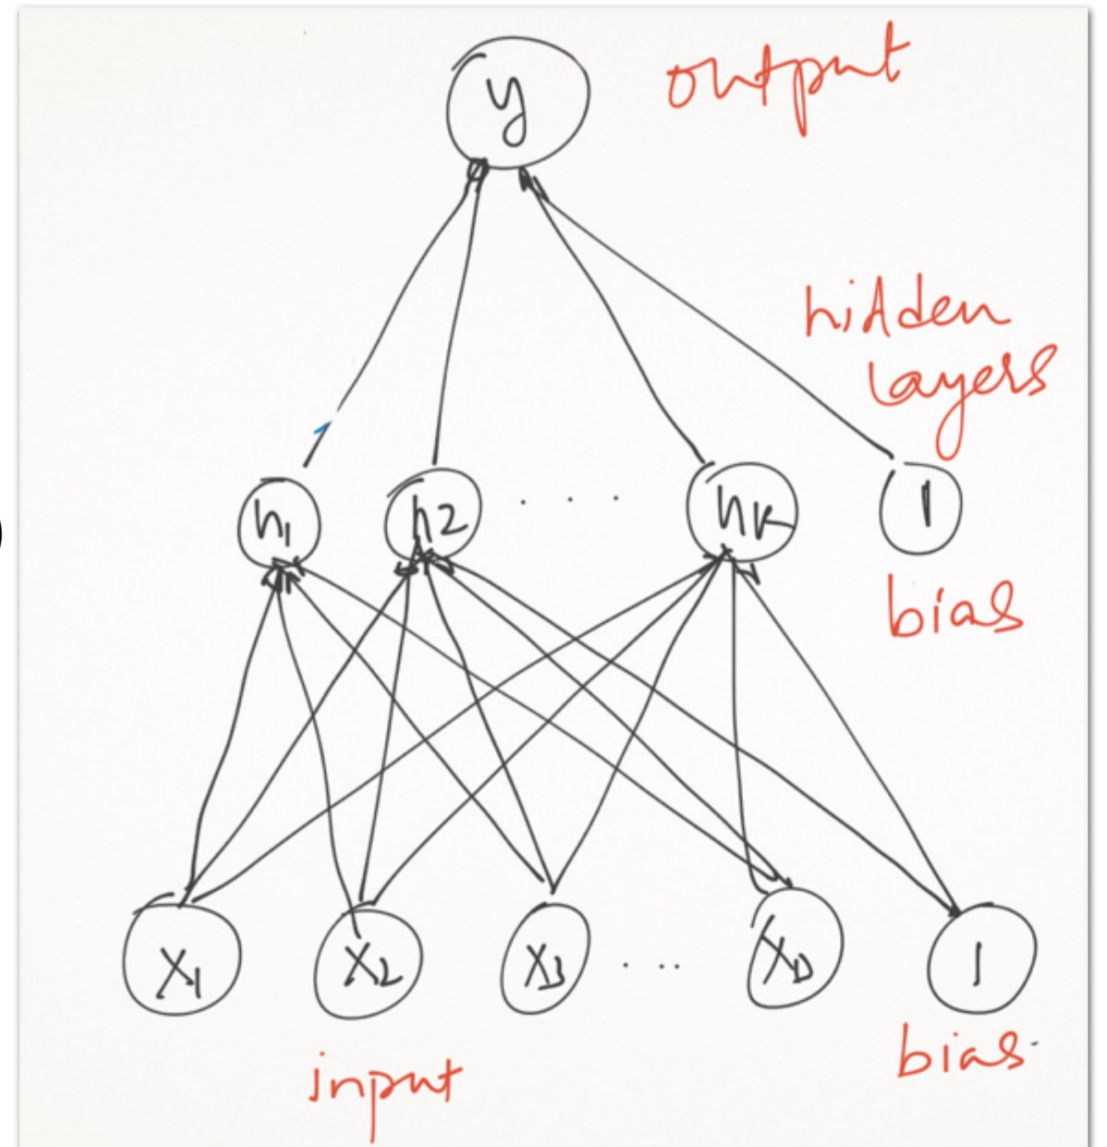 y output
hidden
layers
h1 h2 . . . hK 1
bias
x1 x2 x3 . ... xD 1
input bias